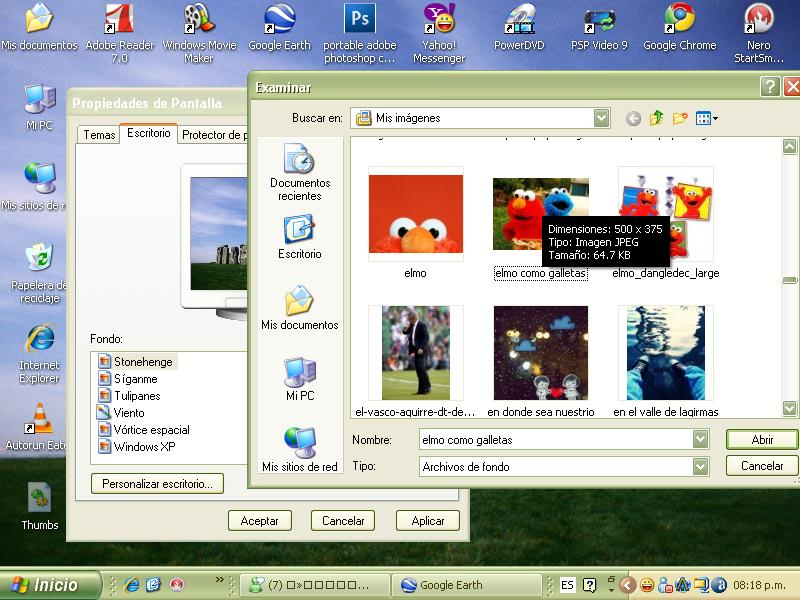 Mis documentos
Adobe Reader
7.0
Windows Movie
Maker
Google Earth
portable adobe
photoshop c...
Yahoo!
Messenger
PowerDVD
PSP Video 9
Google Chrome
Nero
StartSm...
Mi PC
Mis sitios de r
Papelera de
reciclaje
Internet
Explorer
Autorun Eate
Thumbs
Propiedades de Pantalla
Temas
Escritorio
Protector de p
Fondo:
Stonehenge
Síganme
Tulipanes
Viento
Vórtice espacial
Windows XP
Personalizar escritorio...
Aceptar
Cancelar
Aplicar
Examinar
Buscar en:
Mis imágenes
Documentos
recientes
Escritorio
Mis documentos
Mi PC
Mis sitios de red
elmo
elmo como galletas
elmo_dangledec_large
Dimensiones: 500 x 375
Tipo: Imagen JPEG
Tamaño: 64.7 KB
el-vasco-aguirre-dt-de...
en donde sea nuestrio
en el valle de lagirmas
Nombre:
elmo como galletas
Abrir
Tipo:
Archivos de fondo
Cancelar
Inicio
(7) □»□□□□□...
Google Earth
ES
08:18 p.m.